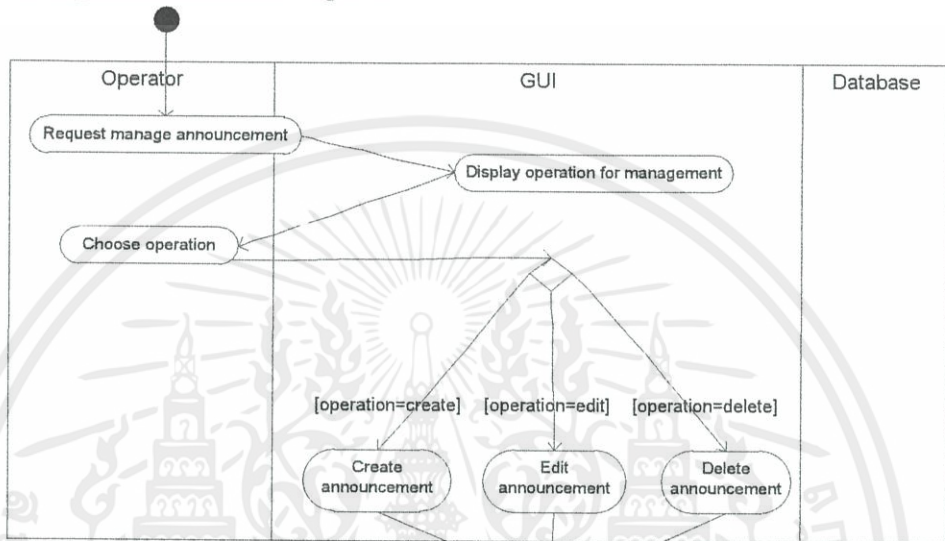 Operator
GUI
Database
Request manage announcement
Display operation for management
Choose operation
[operation=create]
[operation=edit]
[operation=delete]
Create
announcement
Edit
announcement
Delete
announcement